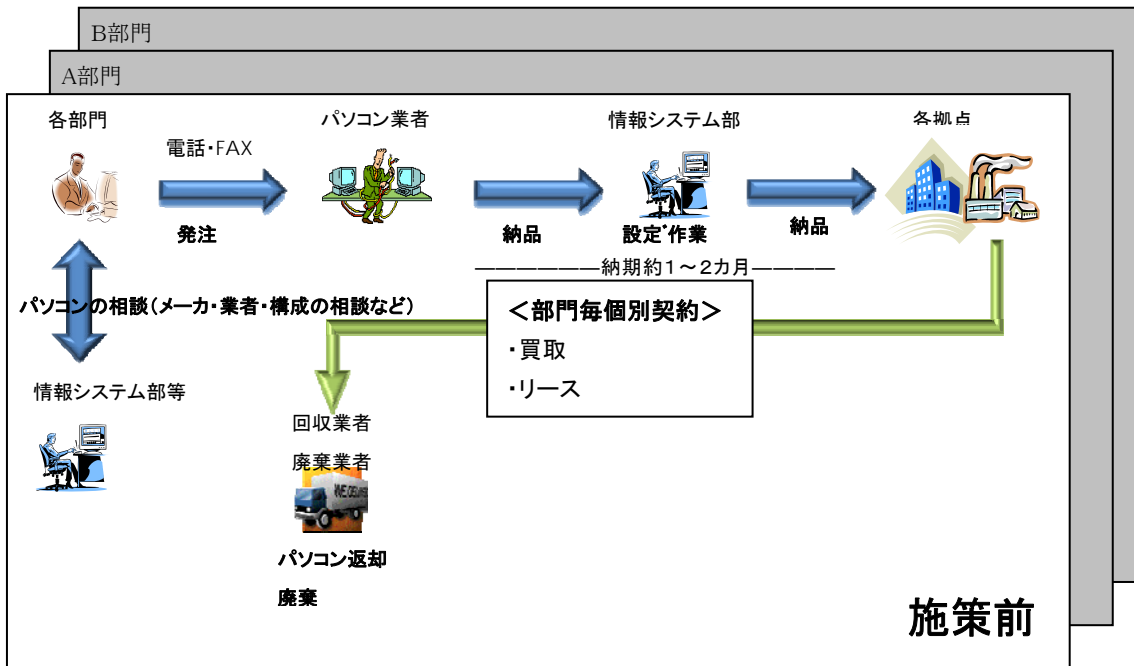 B部門
A部門
各部門
パソコン業者
情報システム部
各拠点
電話・FAX
発注
納品
設定・作業
納品
―――――――納期約1~2カ月―――――
パソコンの相談(メーカ・業者・構成の相談など)
<部門毎個別契約>
・買取
・リース
情報システム部等
回収業者
廃棄業者
パソコン返却
廃棄
施策前